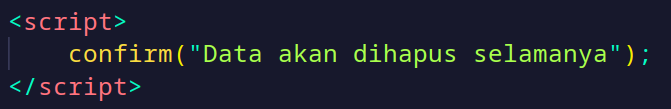 <script>
    confirm("Data akan dihapus selamanya");
</script>